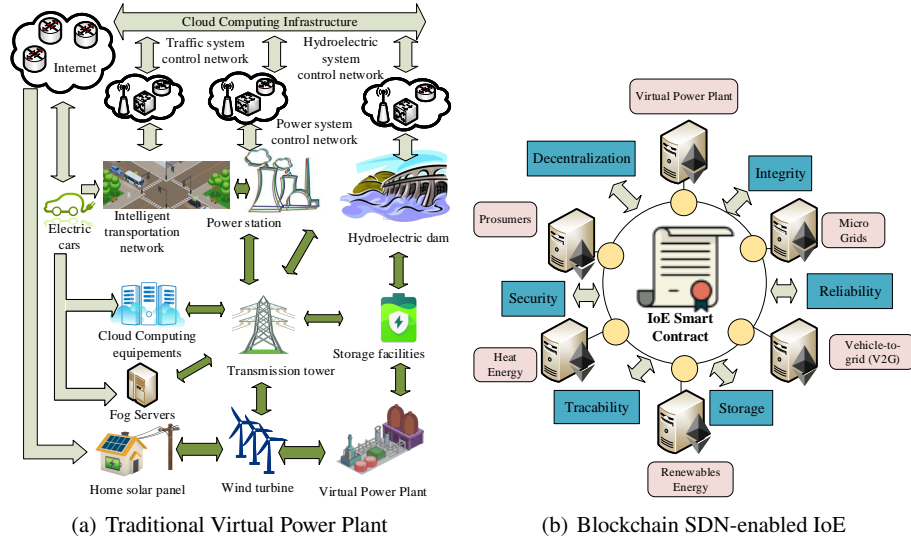 Cloud Computing Infrastructure
Internet
Traffic system
control network
Hydroelectric
system
control network
Power system
control network
Electric
cars
Intelligent
transportation
network
Power station
Hydroelectric dam
Cloud Computing
equipements
Transmission tower
Storage facilities
Fog Servers
Home solar panel
Wind turbine
Virtual Power Plant
(a) Traditional Virtual Power Plant
Virtual Power Plant
Decentralization
Integrity
Prosumers
Micro
Grids
Security
Reliability
IoE Smart
Contract
Heat
Energy
Vehicle-to-
grid (V2G)
Tracability
Storage
Renewables
Energy
(b) Blockchain SDN-enabled IoE